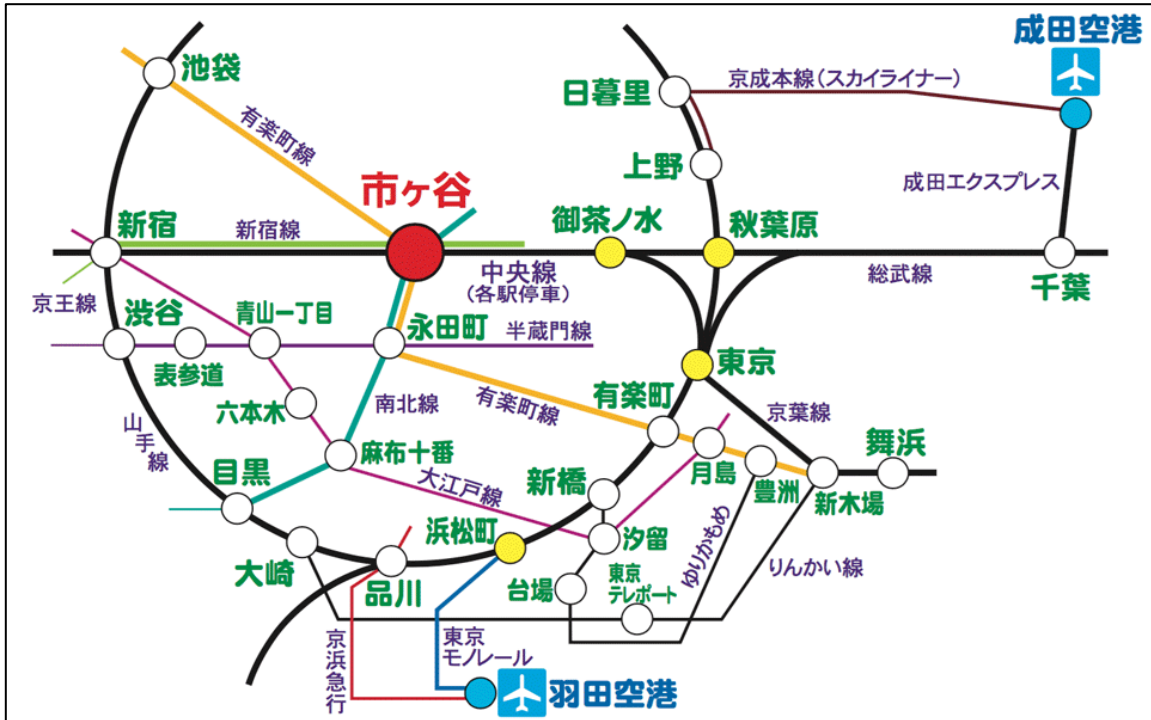 成田空港
池袋
日暮里
京成本線(スカイライナー)
有楽町線
上野
市ヶ谷
成田エクスプレス
新宿
新宿線
御茶ノ水
秋葉原
中央線
(各駅停車)
総武線
千葉
京王線
渋谷
青山一丁目
永田町
半蔵門線
表参道
東京
六本木
南北線
有楽町線
有楽町
京葉線
山手線
麻布十番
月島
豊洲
新木場
舞浜
目黒
大江戸線
新橋
浜松町
汐留
ゆりかもめ
りんかい線
大崎
品川
台場
東京
テレポート
京浜急行
東京
モノレール
羽田空港